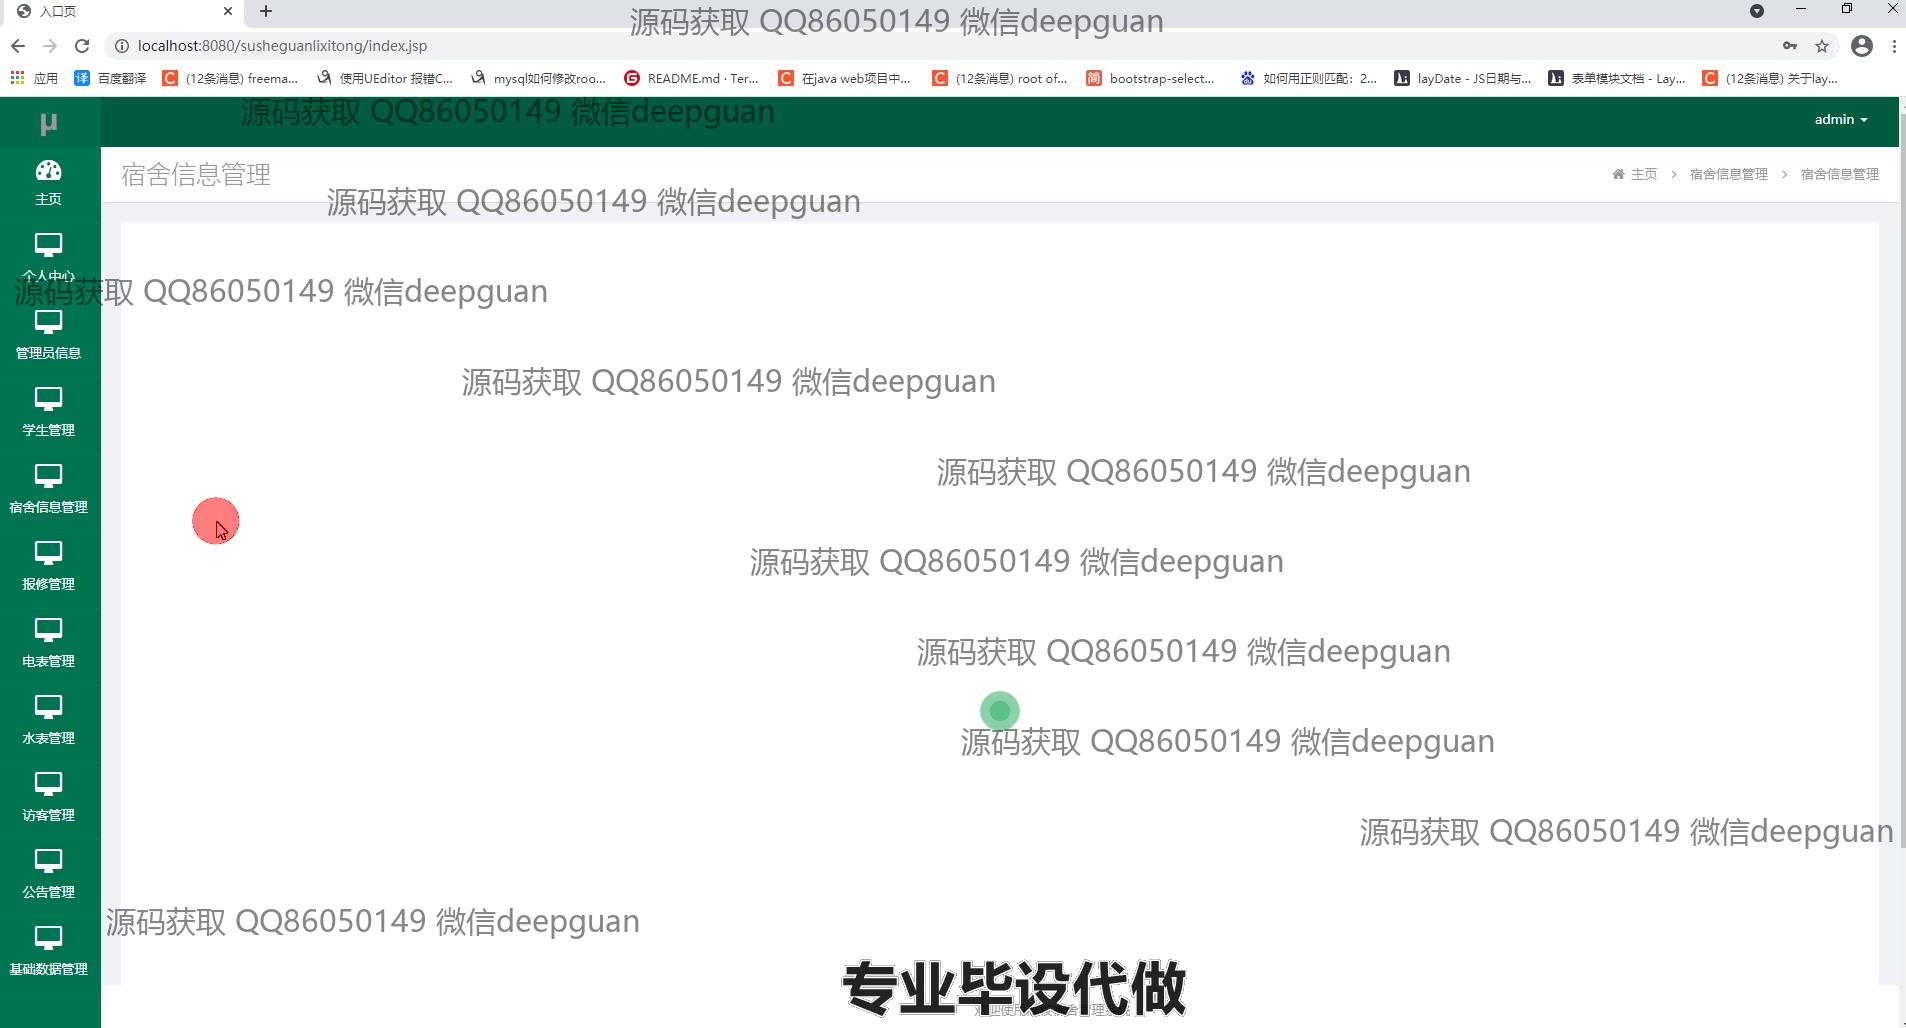 入口页
源码获取 QQ86050149 微信deepguan
localhost:8080/susheguanlixitong/index.jsp
应用
百度翻译
(12条消息) freema...
使用UEditor 报错C...
mysql如何修改roo...
README.md · Ter...
在java web项目中...
(12条消息) root of...
bootstrap-select...
如何用正则匹配：2...
layDate - JS日期与...
表单模块文档 - Lay...
(12条消息) 关于lay...
μ
源码获取 QQ86050149 微信deepguan
admin
宿舍信息管理
主页 > 宿舍信息管理 > 宿舍信息管理
主页
源码获取 QQ86050149 微信deepguan
个人中心
源码获取 QQ86050149 微信deepguan
管理员信息
源码获取 QQ86050149 微信deepguan
学生管理
源码获取 QQ86050149 微信deepguan
宿舍信息管理
源码获取 QQ86050149 微信deepguan
报修管理
源码获取 QQ86050149 微信deepguan
电表管理
源码获取 QQ86050149 微信deepguan
水表管理
访客管理
源码获取 QQ86050149 微信deepguan
公告管理
源码获取 QQ86050149 微信deepguan
基础数据管理
专业毕设代做